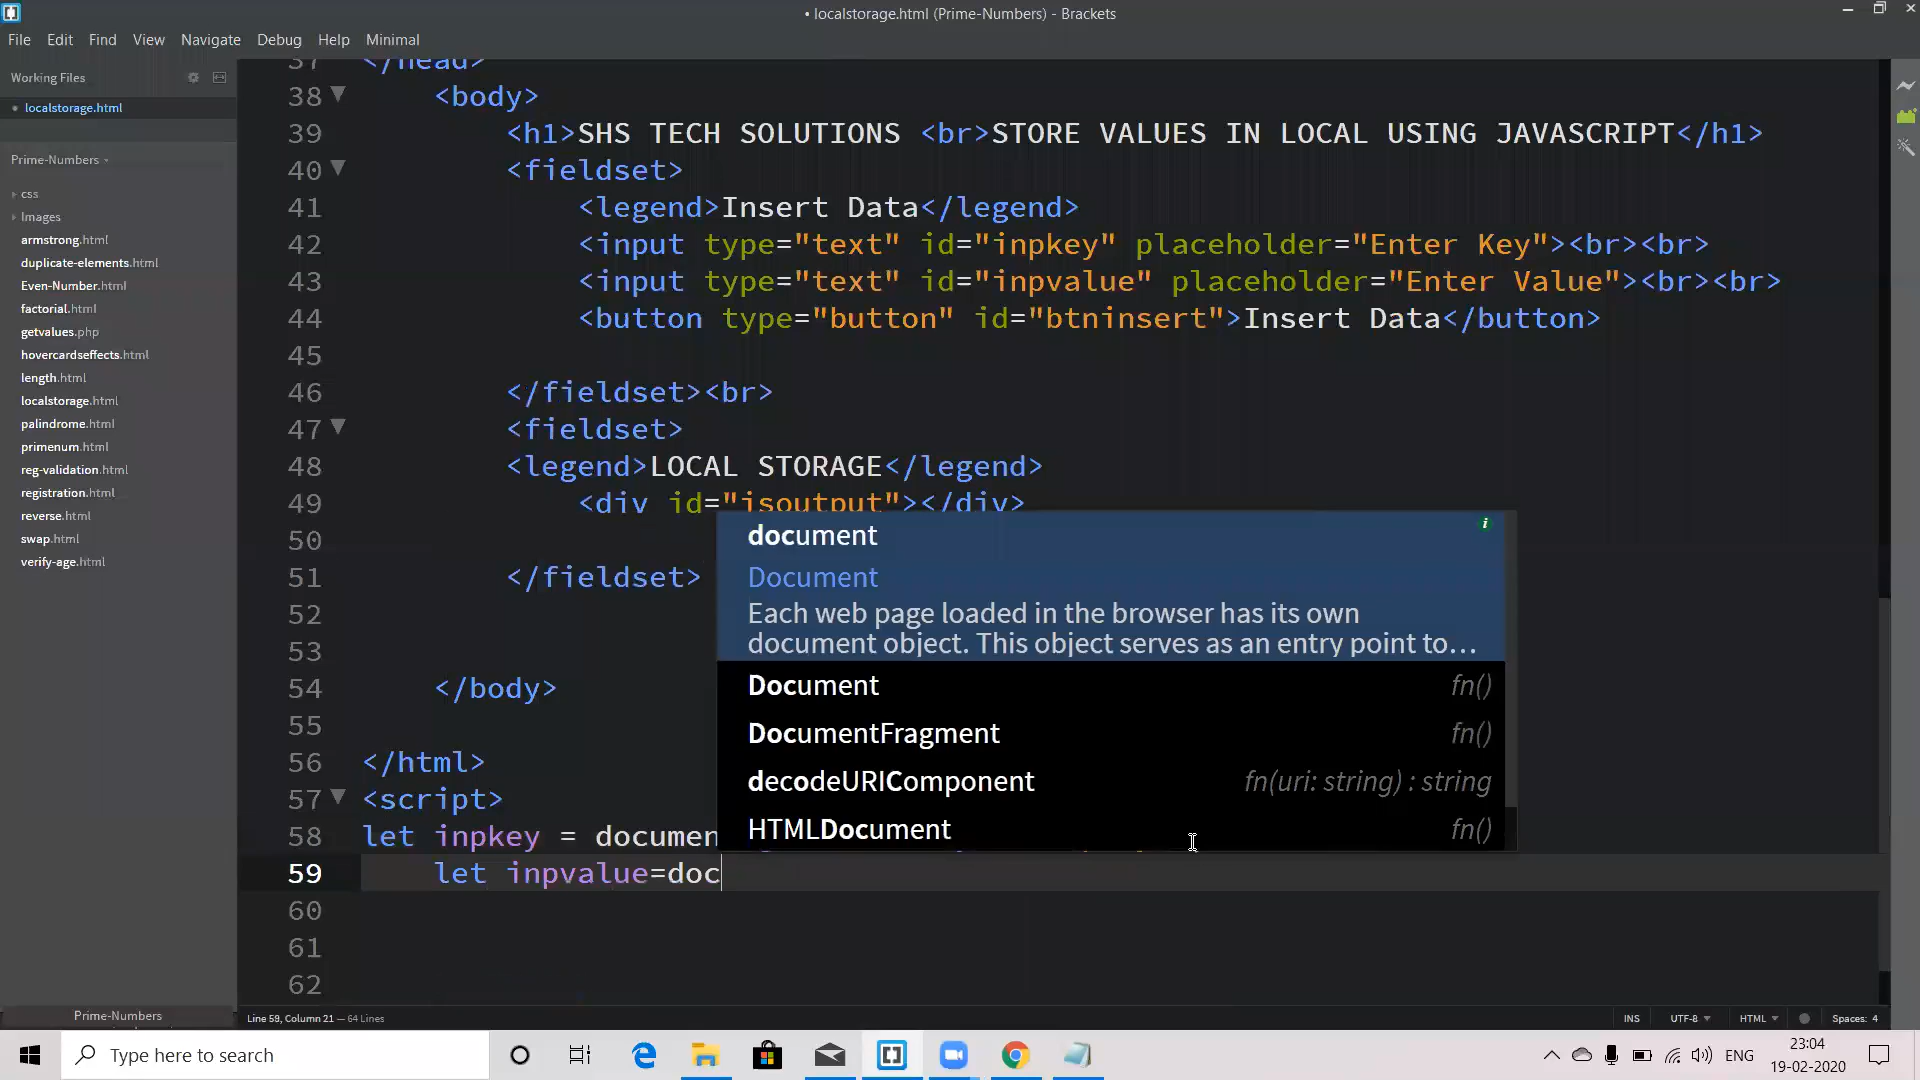 • localstorage.html (Prime-Numbers) - Brackets
File Edit Find View Navigate Debug Help Minimal
Working Files
• localstorage.html
Prime-Numbers
css
Images
armstrong.html
duplicate-elements.html
Even-Number.html
factorial.html
getvalues.php
hovercardseffects.html
length.html
localstorage.html
palindrome.html
primenum.html
reg-validation.html
registration.html
reverse.html
swap.html
verify-age.html
Prime-Numbers
37 </head>
38 <body>
39 <h1>SHS TECH SOLUTIONS <br>STORE VALUES IN LOCAL USING JAVASCRIPT</h1>
40 <fieldset>
41 <legend>Insert Data</legend>
42 <input type="text" id="inpkey" placeholder="Enter Key"><br><br>
43 <input type="text" id="inpvalue" placeholder="Enter Value"><br><br>
44 <button type="button" id="btninsert">Insert Data</button>
45
46 </fieldset><br>
47 <fieldset>
48 <legend>LOCAL STORAGE</legend>
49 <div id="isoutput"></div>
50
51 </fieldset>
52
53
54 </body>
55
56 </html>
57 <script>
58 let inpkey = documen
59 let inpvalue=doc
60
61
62
document
Document
Each web page loaded in the browser has its own
document object. This object serves as an entry point to...
Document fn()
DocumentFragment fn()
decodeURIComponent fn(uri: string) : string
HTMLDocument fn()
Line 59, Column 21 — 64 Lines
INS UTF-8 HTML Spaces: 4
Type here to search
ENG
23:04
19-02-2020